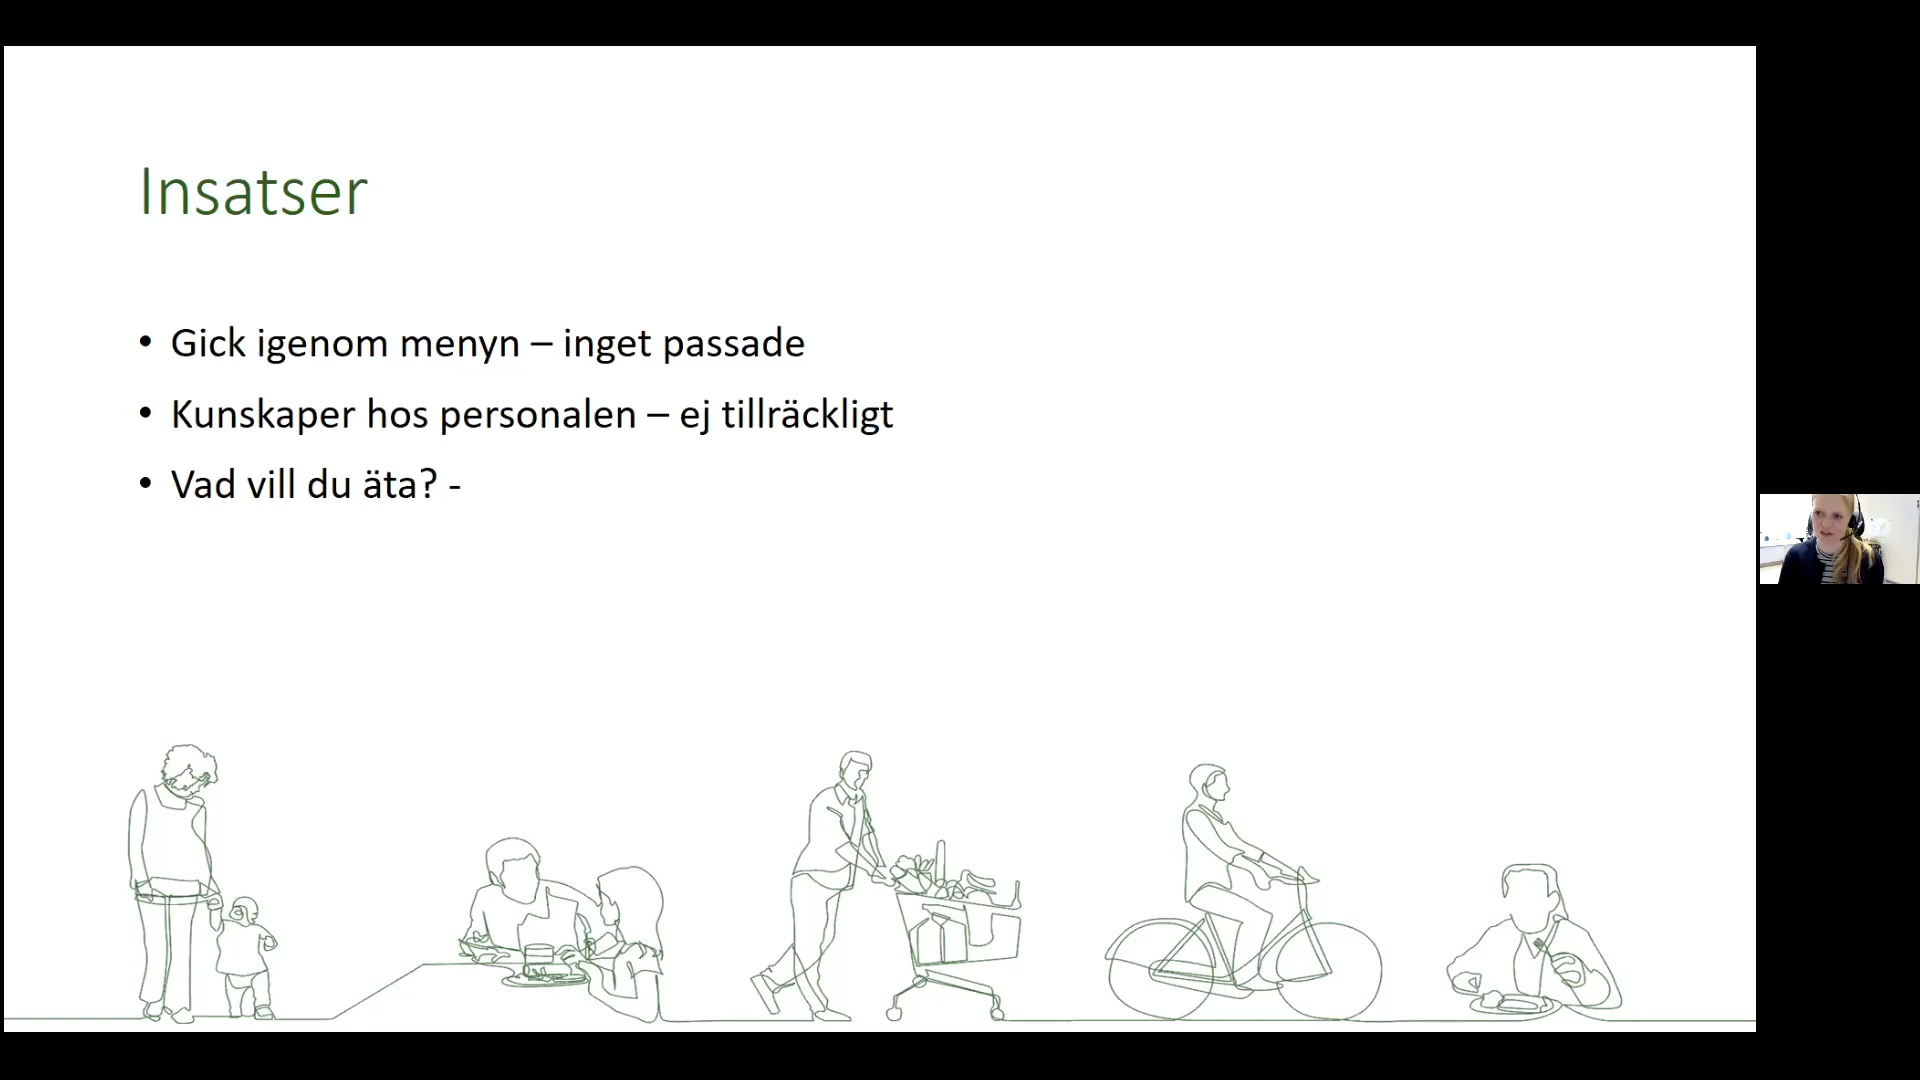 Insatser
• Gick igenom menyn – inget passade
• Kunskaper hos personalen – ej tillräckligt
• Vad vill du äta? -